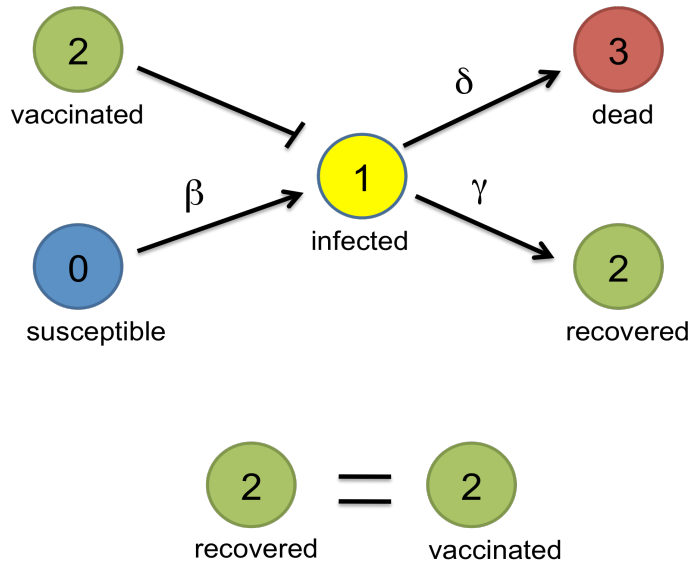 2
vaccinated
3
dead
δ
β
1
infected
γ
0
susceptible
2
recovered
2
recovered
2
vaccinated